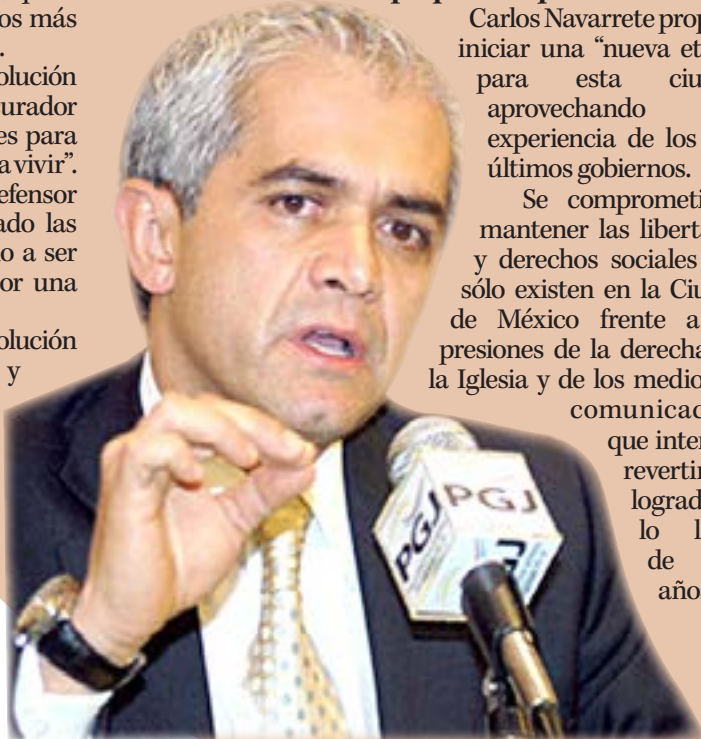 os más
.
olución
urador
es para
a vivir”.
efensor
ado las
o a ser
or una
olución
y
Carlos Navarrete prop
iniciar una “nueva et
para esta ciu
aprovechando
experiencia de los
últimos gobiernos.
Se comprometi
mantener las libert
y derechos sociales
sólo existen en la Ciu
de México frente a
presiones de la derecha
la Iglesia y de los medio
comunicac
que inter
revertir
lograd
lo l
de
año
PGJ
PGJ